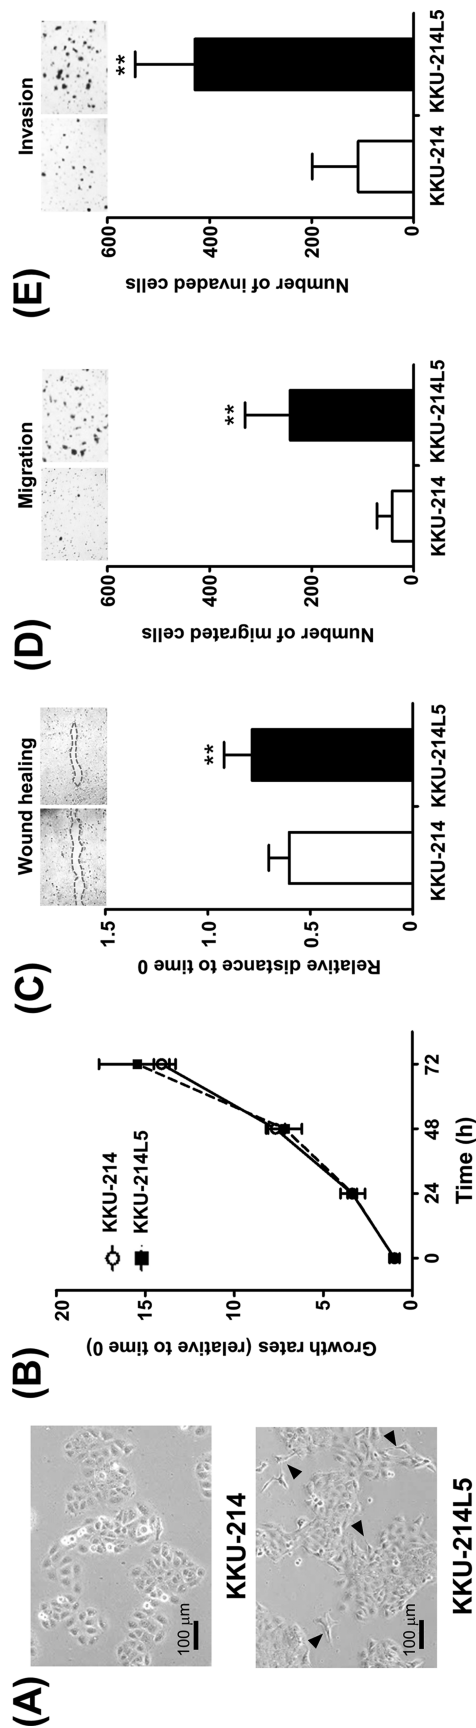 (A)
100 µm
KKU-214
100 µm
KKU-214L5
(B)
Growth rates (relative to time 0)
20
15
10
5
0
KKU-214
KKU-214L5
0
24
48
72
Time (h)
(C)
Wound healing
Relative distance to time 0
1.5
1.0
0.5
0
**
KKU-214
KKU-214L5
(D)
Migration
Number of migrated cells
600
400
200
0
**
KKU-214
KKU-214L5
(E)
Invasion
Number of invaded cells
600
400
200
0
**
KKU-214
KKU-214L5